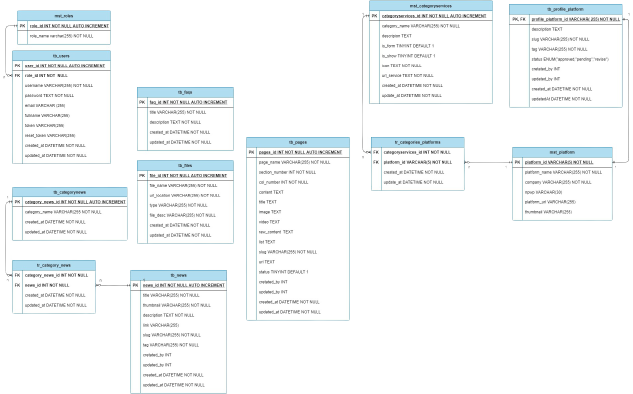 mst_roles
PK role_id INT NOT NULL AUTO INCREMENT
role_name varchar(255) NOT NULL
tb_users
PK user_id INT NOT NULL AUTO INCREMENT
FK role_id INT NOT NULL
username VARCHAR(255) NOT NULL
password TEXT NOT NULL
email VARCHAR (255)
fullname VARCHAR(255)
token VARCHAR(255)
reset_token VARCHAR(255)
created_at DATETIME NOT NULL
updated_at DATETIME NOT NULL
tb_categorynews
PK category_news_id INT NOT NULL AUTO INCREMENT
category_name VARCHAR(255) NOT NULL
created_at DATETIME NOT NULL
updated_at DATETIME NOT NULL
tr_category_news
FK category_news_id INT NOT NULL
FK news_id INT NOT NULL
created_at DATETIME NOT NULL
updated_at DATETIME NOT NULL
tb_faqs
PK faq_id INT NOT NULL AUTO INCREMENT
title VARCHAR(255) NOT NULL
description TEXT NOT NULL
created_at DATETIME NOT NULL
updated_at DATETIME NOT NULL
tb_files
PK file_id INT NOT NULL AUTO INCREMENT
file_name VARCHAR(255) NOT NULL
url_location VARCHAR(255) NOT NULL
type VARCHAR(255) NOT NULL
file_desc VARCHAR(255) NOT NULL
created_at DATETIME NOT NULL
updated_at DATETIME NOT NULL
tb_news
PK news_id INT NOT NULL AUTO INCREMENT
title VARCHAR(255) NOT NULL
thumbnail VARCHAR(255) NOT NULL
description TEXT NOT NULL
link VARCHAR(255)
slug VARCHAR(255) NOT NULL
tag VARCHAR(255) NOT NULL
created_by INT
updated_by INT
created_at DATETIME NOT NULL
updated_at DATETIME NOT NULL
tb_pages
PK pages_id INT NOT NULL AUTO INCREMENT
page_name VARCHAR(255) NOT NULL
section_number INT NOT NULL
col_number INT NOT NULL
content TEXT
title TEXT
image TEXT
video TEXT
raw_content TEXT
list TEXT
slug VARCHAR(255) NOT NULL
url TEXT
status TINYINT DEFAULT 1
created_by INT
updated_by INT
created_at DATETIME NOT NULL
updated_at DATETIME NOT NULL
mst_categoryservices
PK categoryservices_id INT NOT NULL AUTO INCREMENT
category_name VARCHAR(255) NOT NULL
description TEXT
is_form TINYINT DEFAULT 1
is_show TINYINT DEFAULT 1
icon TEXT NOT NULL
url_service TEXT NOT NULL
created_at DATETIME NOT NULL
update_at DATETIME NOT NULL
tr_categories_platforms
FK categoryservices_id INT NOT NULL
FK platform_id VARCHAR(5) NOT NULL
created_at DATETIME NOT NULL
update_at DATETIME NOT NULL
tb_profile_platform
PK, FK profile_platform_id VARCHAR(255) NOT NULL
description TEXT
slug VARCHAR(255) NOT NULL
tag VARCHAR(255) NOT NULL
created_by INT
updated_by INT
created_at DATETIME NOT NULL
updated_at DATETIME NOT NULL
mst_platform
PK platform_id VARCHAR(5) NOT NULL
platform_name VARCHAR(255) NOT NULL
company VARCHAR(255) NOT NULL
platform_url VARCHAR(255)
thumbnail VARCHAR(255)